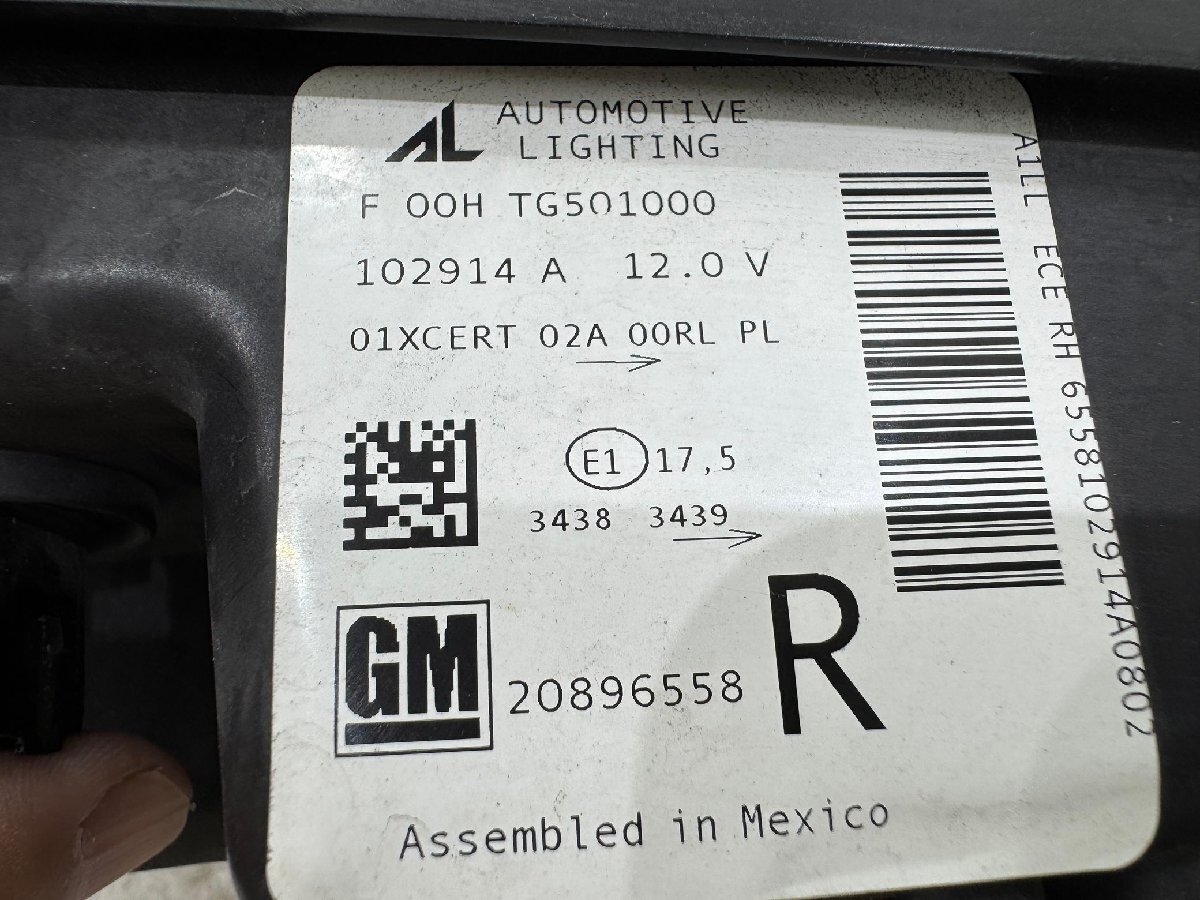 AL AUTOMOTIVE
LIGHTING
F 00H TG501000
102914 A 12.0 V
01XCERT 02A 00RL PL
E1 17,5
3438 3439
GM 20896558 R
Assembled in Mexico
A1LL ECE RH 6558102914A0802